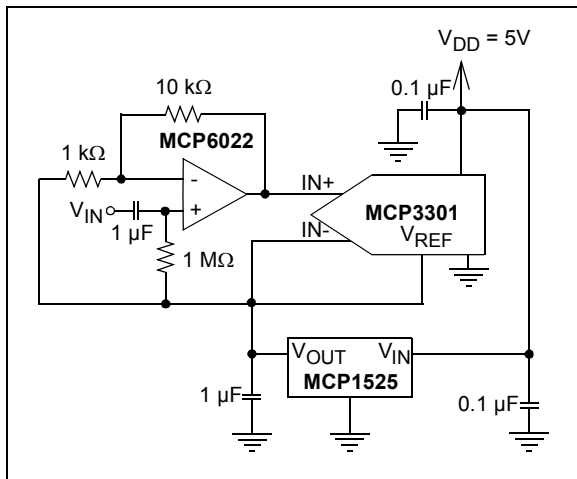 V_DD = 5V
10 kΩ
0.1 µF
MCP6022
1 kΩ
-
+
V_IN
1 µF
1 MΩ
IN+
IN-
MCP3301
V_REF
V_OUT
V_IN
MCP1525
1 µF
0.1 µF